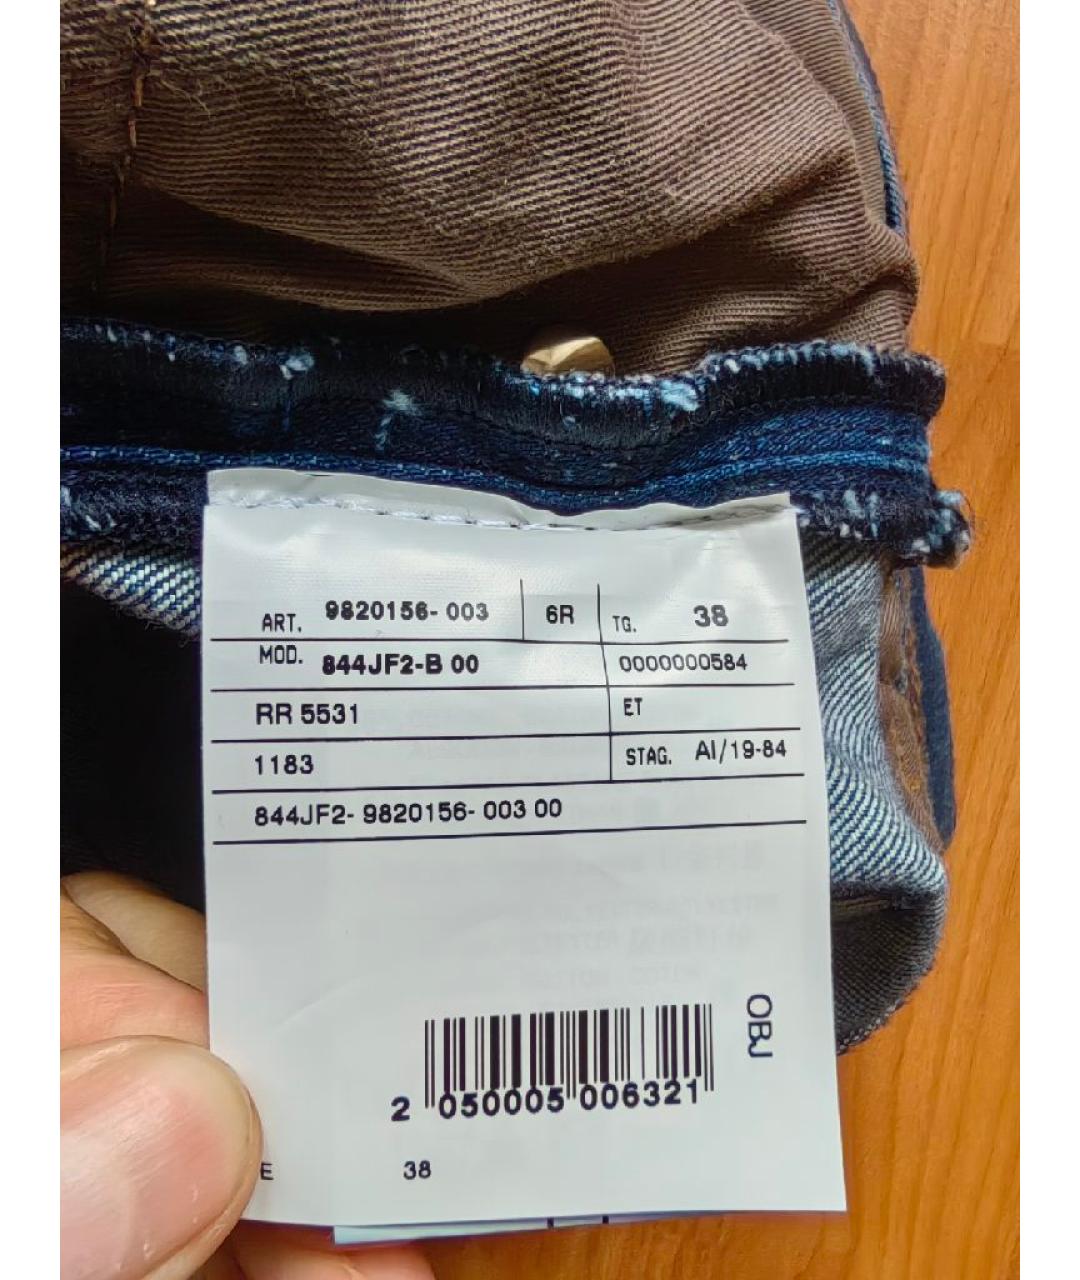 ART. 9820156- 003 6R TG. 38
MOD. 844JF2-B 00 0000000584
RR 5531 ET
1183 STAG. AI/19-84
844JF2- 9820156- 003 00
OBJ
2 050005 006321
E 38